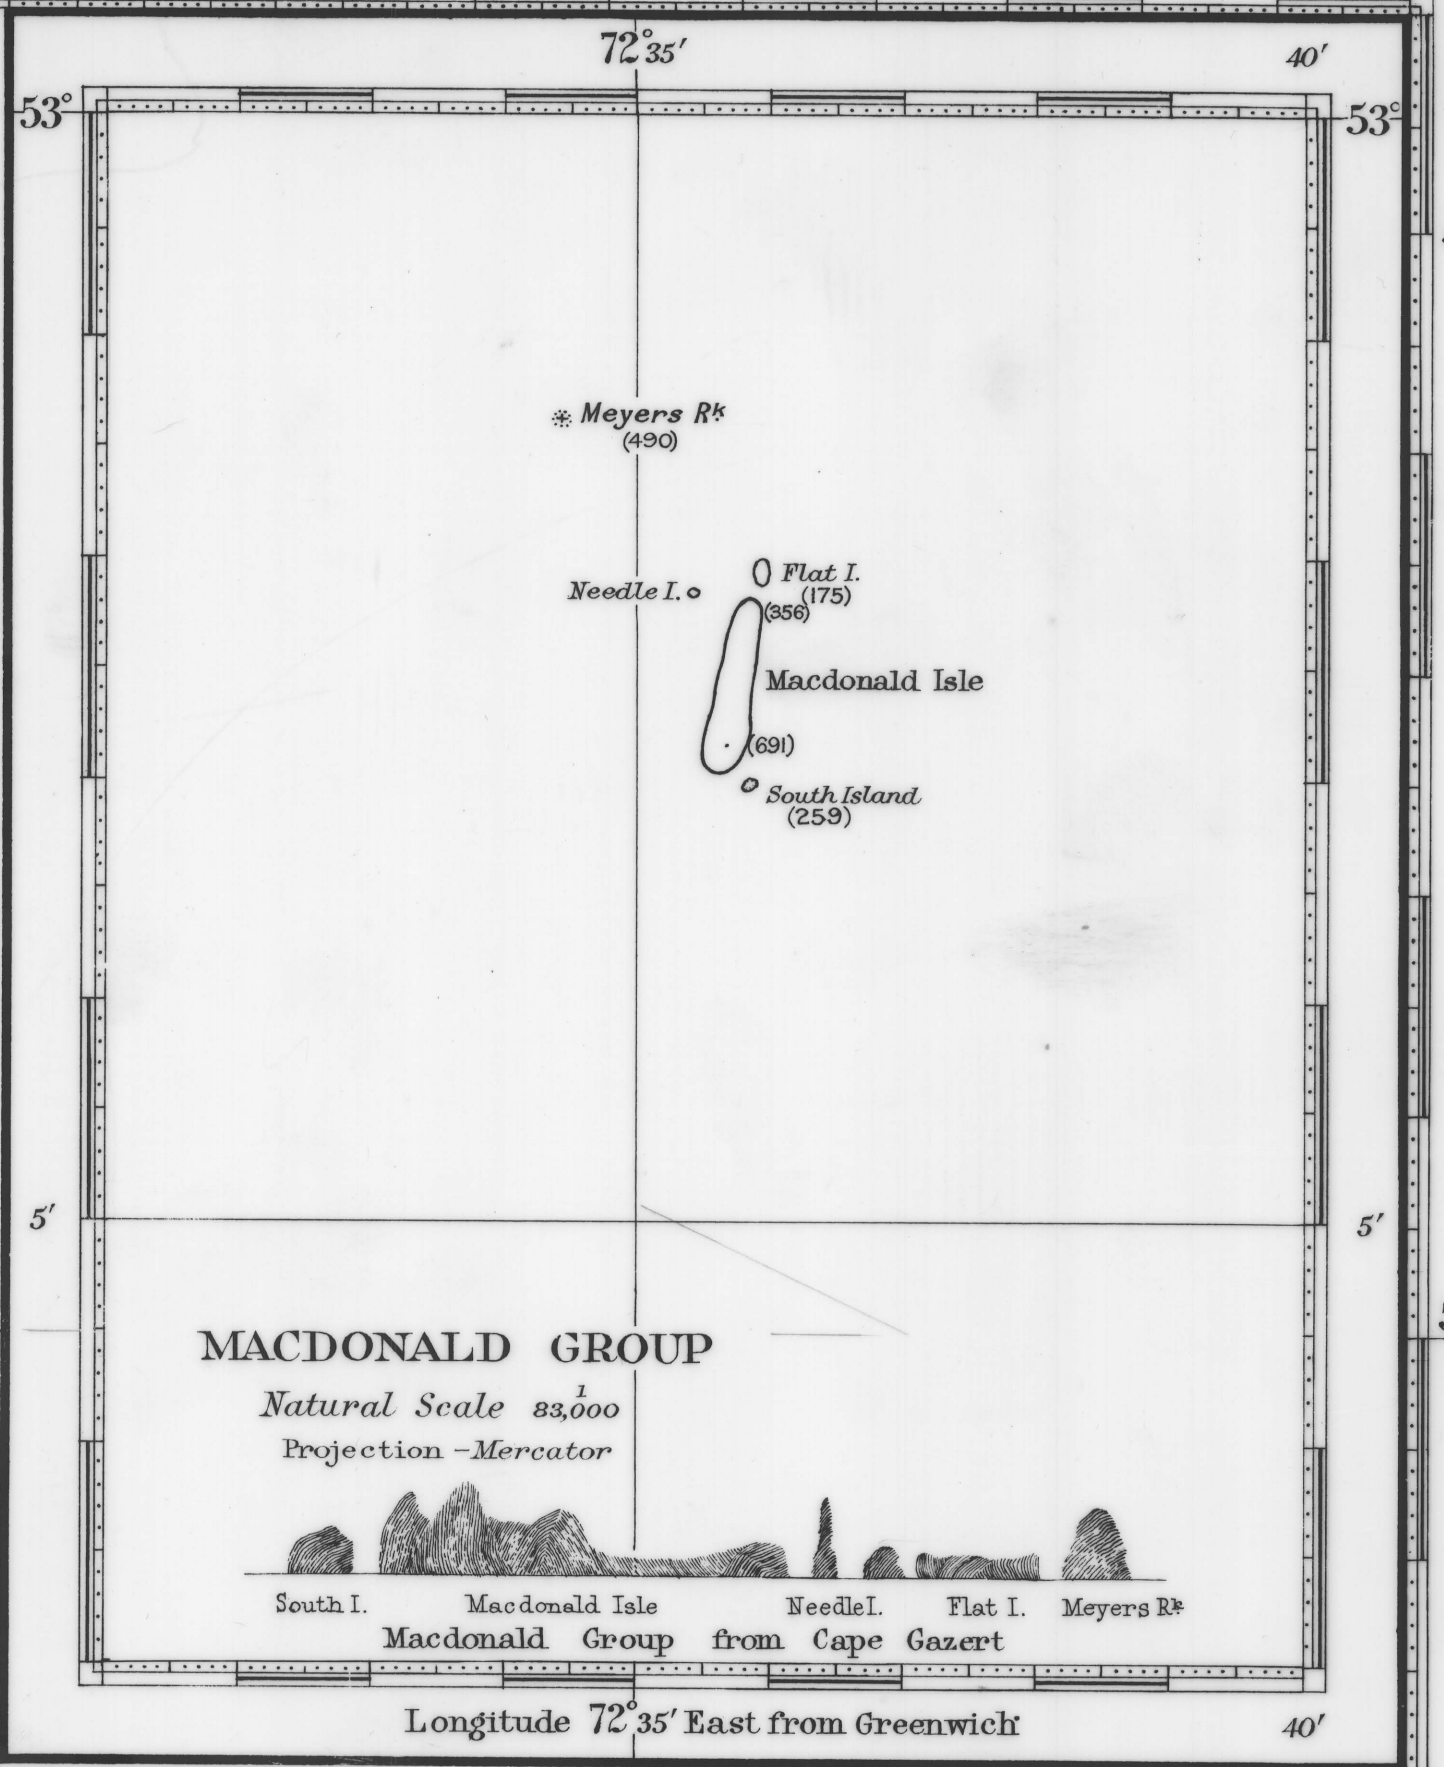 72°35′ 40′
53° 53°
Meyers Rk.
(490)
Flat I.
(175)
Needle I.
(356)
Macdonald Isle
(691)
South Island
(259)
5′ 5′
MACDONALD GROUP
Natural Scale 1/83,000
Projection - Mercator
South I. Macdonald Isle Needle I. Flat I. Meyers Rk.
Macdonald Group from Cape Gazert
Longitude 72°35′ East from Greenwich 40′